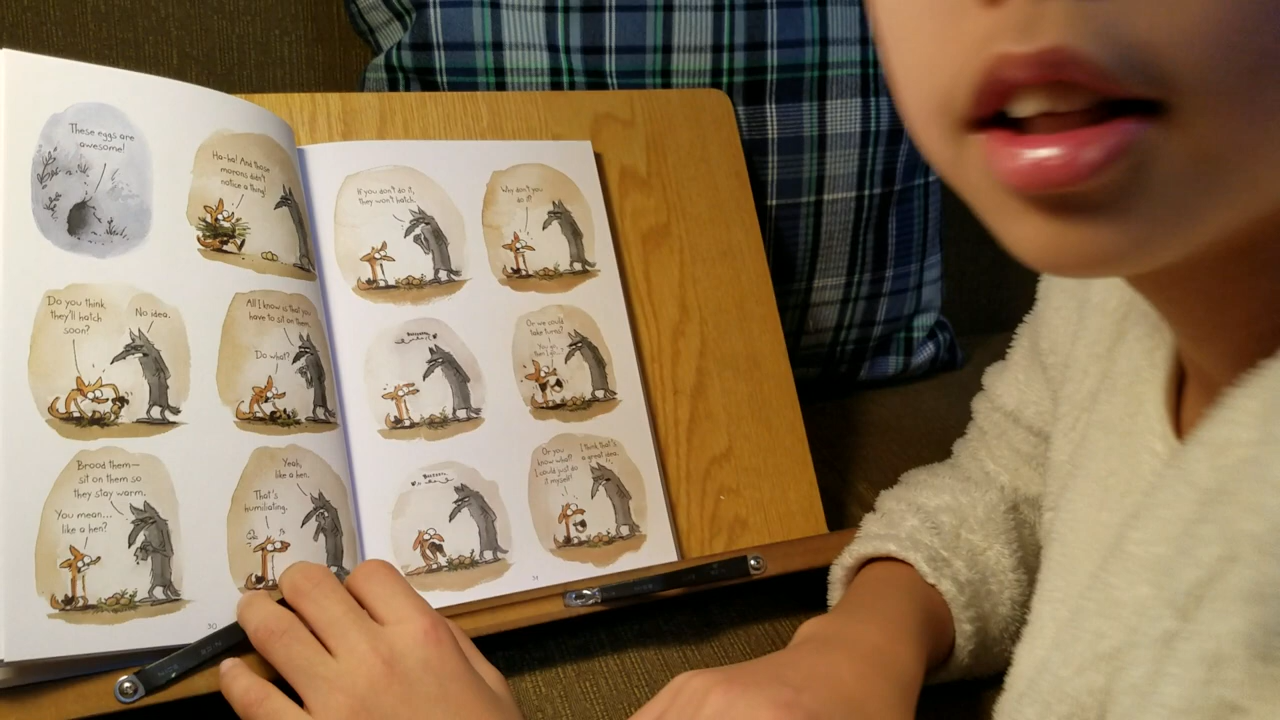 These eggs are
awesome!
Ha-ha! And those
morons didn't
notice a thing!
Do you think
they'll hatch
soon?
No idea.
All I know is that you
have to sit on them.
Do what?
Brood them—
sit on them so
they stay warm.
You mean...
like a hen?
Yeah,
like a hen.
That's
humiliating.
30
If you don't do it,
they won't hatch.
Why don't you
do it?
Or we could
take turns?
Or you
know what?
I could just do
it myself!
I think that's
a great idea.
31